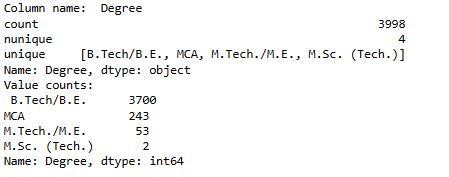 Column name:  Degree
count                                                    3998
nunique                                                     4
unique     [B.Tech/B.E., MCA, M.Tech./M.E., M.Sc. (Tech.)]
Name: Degree, dtype: object
Value counts:
 B.Tech/B.E.      3700
MCA               243
M.Tech./M.E.       53
M.Sc. (Tech.)       2
Name: Degree, dtype: int64